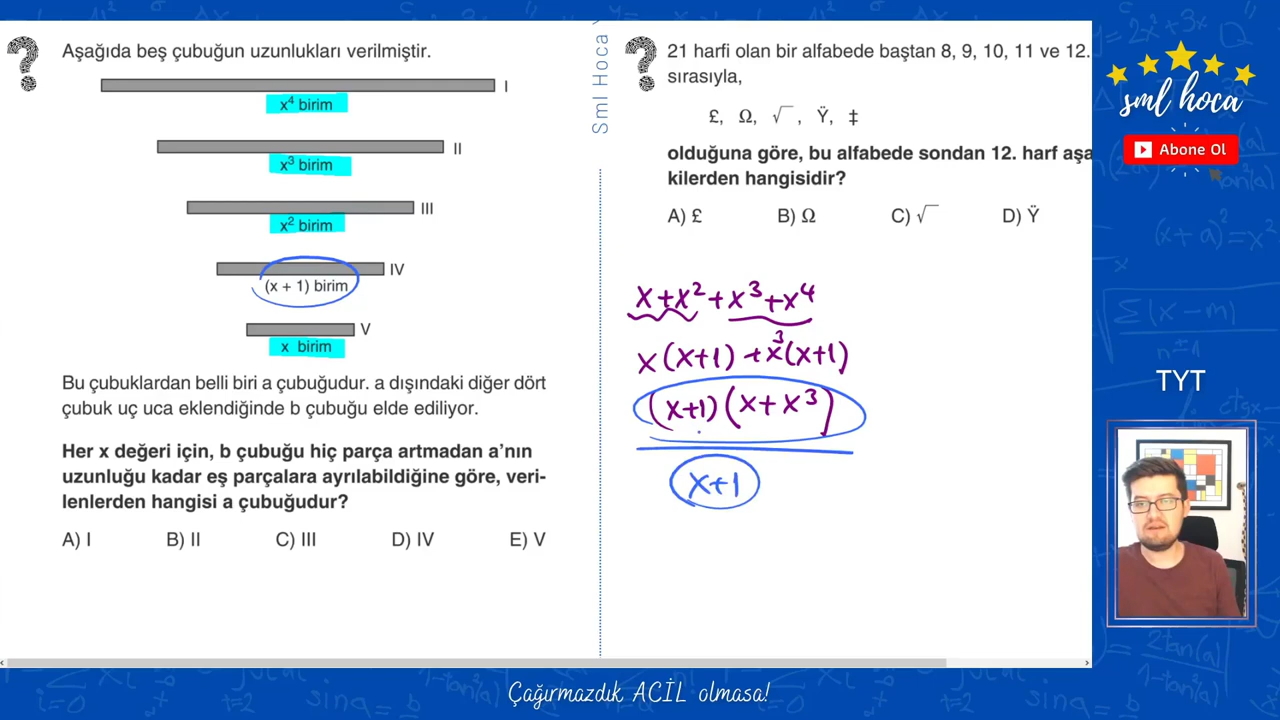 Aşağıda beş çubuğun uzunlukları verilmiştir.
I
x⁴ birim
II
x³ birim
III
x² birim
IV
(x + 1) birim
V
x birim
Bu çubuklardan belli biri a çubuğudur. a dışındaki diğer dört
çubuk uç uca eklendiğinde b çubuğu elde ediliyor.
Her x değeri için, b çubuğu hiç parça artmadan a'nın
uzunluğu kadar eş parçalara ayrılabildiğine göre, veri-
lenlerden hangisi a çubuğudur?
A) I B) II C) III D) IV E) V
Sml Hoca
21 harfi olan bir alfabede baştan 8, 9, 10, 11 ve 12.
sırasıyla,
£, Ω, √ , Ÿ, ‡
olduğuna göre, bu alfabede sondan 12. harf aşa
kilerden hangisidir?
A) £ B) Ω C) √ D) Ÿ
x+x²+x³+x⁴
x(x+1)+x³(x+1)
(x+1)(x+x³)
x+1
sml hoca
Abone Ol
TYT
Çağırmazdık ACİL olmasa!